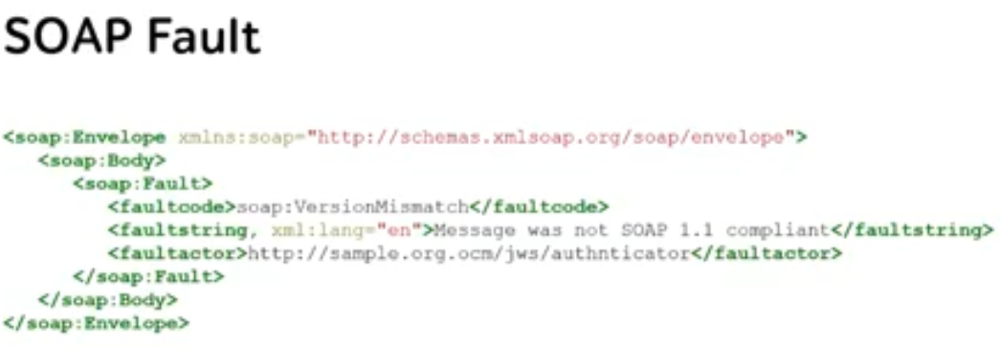 SOAP Fault
<soap:Envelope xmlns:soap="http://schemas.xmlsoap.org/soap/envelope">
<soap:Body>
<soap:Fault>
<faultcode>soap:VersionMismatch</faultcode>
<faultstring, xml:lang="en">Message was not SOAP 1.1 compliant</faultstring>
<faultactor>http://sample.org.ocm/jws/authnticator</faultactor>
</soap:Fault>
</soap:Body>
</soap:Envelope>